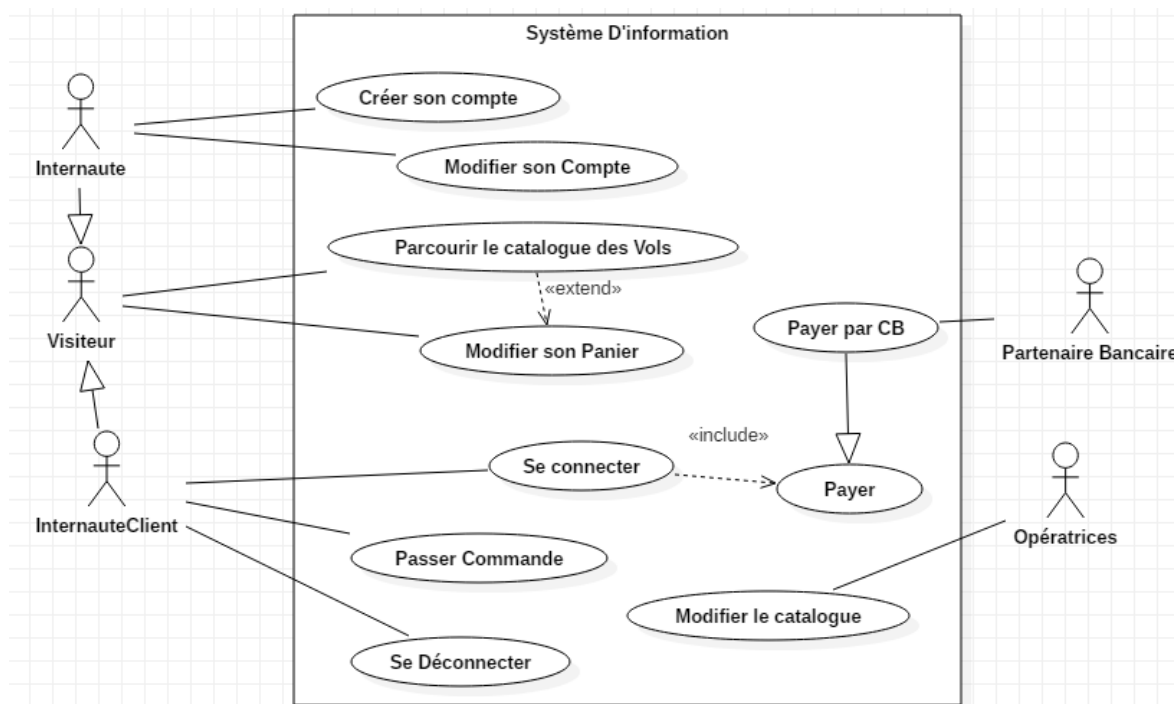 Système D'information
Créer son compte
Internaute
Modifier son Compte
Parcourir le catalogue des Vols
«extend»
Visiteur
Modifier son Panier
Payer par CB
Partenaire Bancaire
«include»
Se connecter
Payer
InternauteClient
Opératrices
Passer Commande
Modifier le catalogue
Se Déconnecter